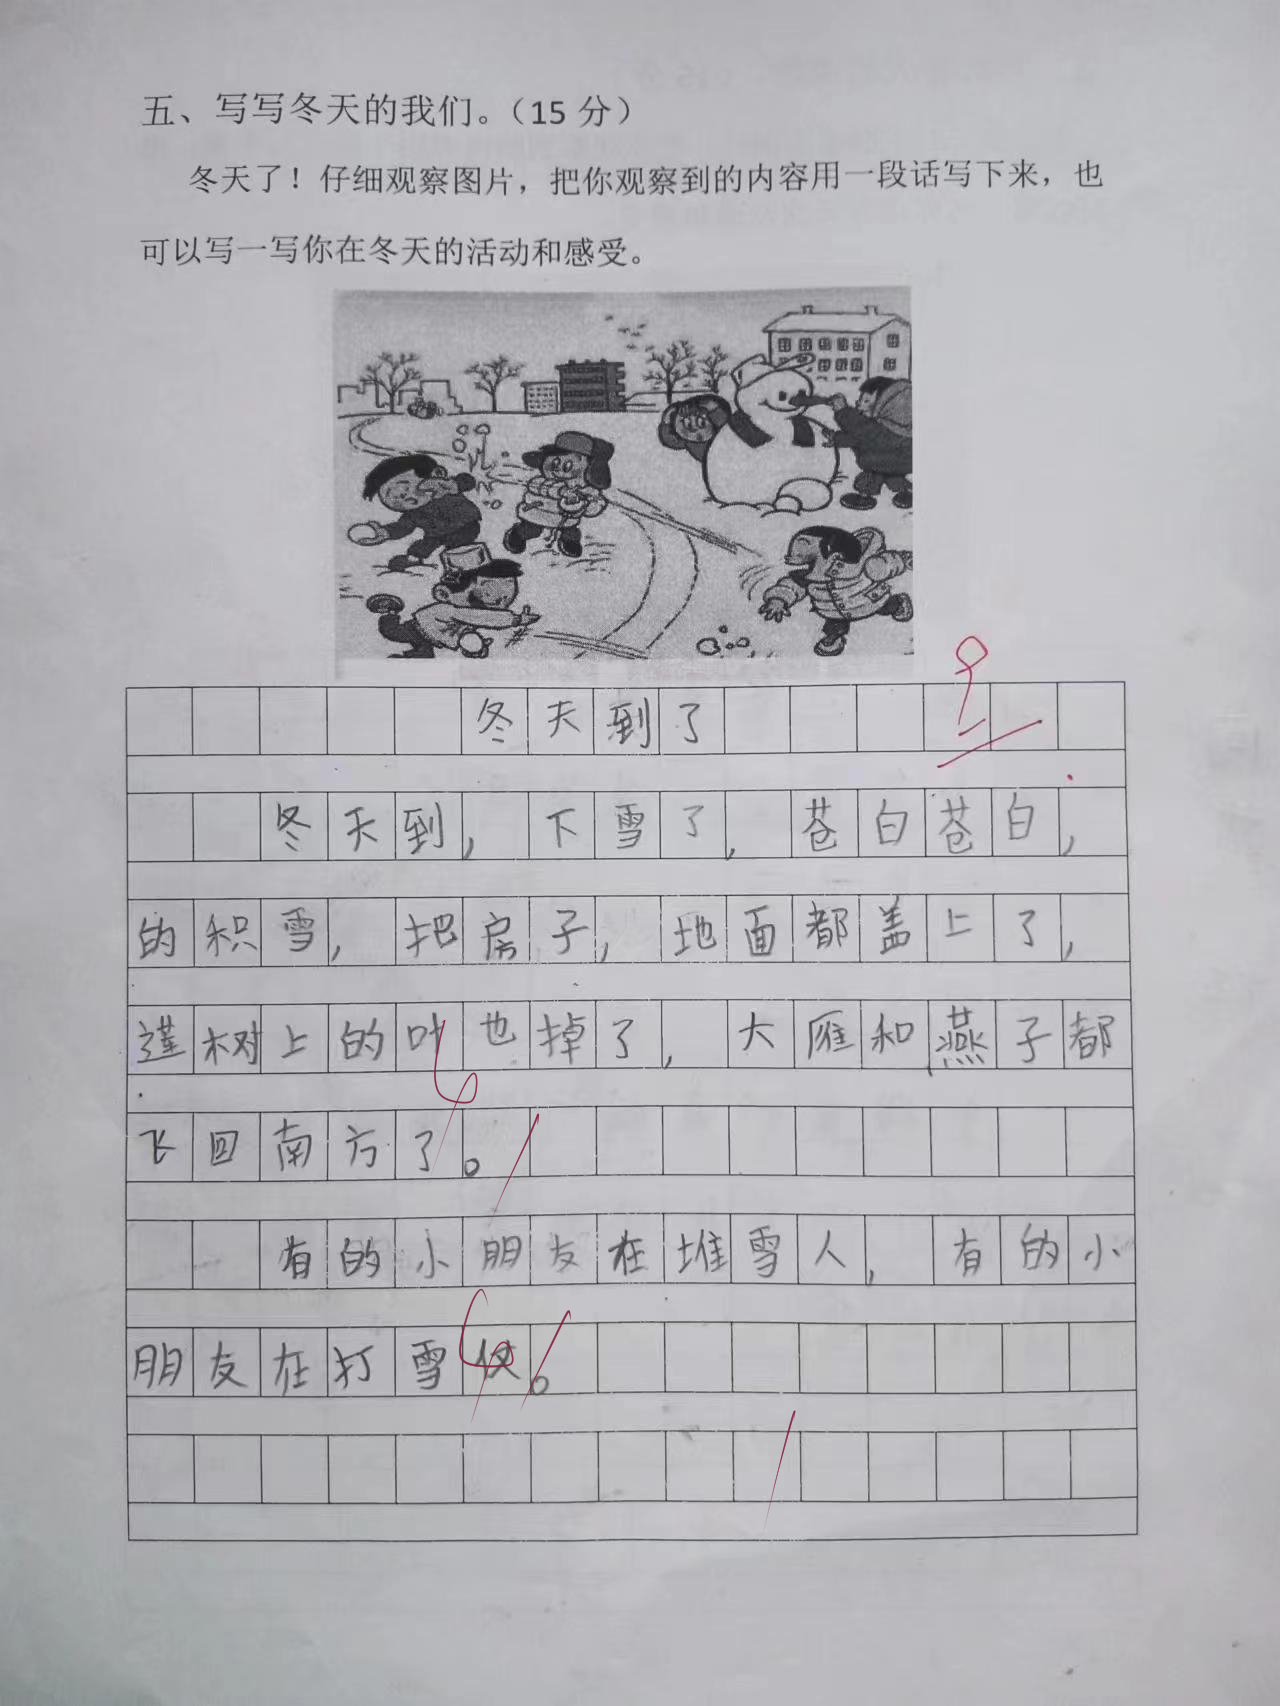 五、写写冬天的我们。（15 分）
冬天了！仔细观察图片，把你观察到的内容用一段话写下来，也
可以写一写你在冬天的活动和感受。
冬天到了
冬天到，下雪了，苍白苍白，
的积雪，把房子，地面都盖上了，
树上的叶也掉了，大雁和燕子都
飞回南方了。
有的小朋友在堆雪人，有的小
朋友在打雪仗。